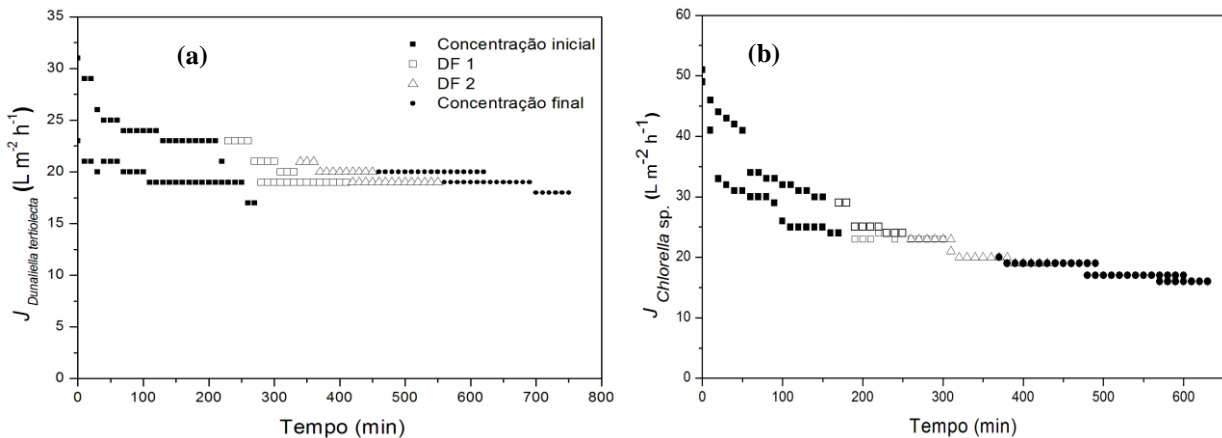 (a)
Concentração inicial
DF 1
DF 2
Concentração final
J Dunaliella tertiolecta (L m⁻² h⁻¹)
35
30
25
20
15
10
5
0
0 100 200 300 400 500 600 700 800
Tempo (min)
(b)
J Chlorella sp. (L m⁻² h⁻¹)
60
50
40
30
20
10
0
0 100 200 300 400 500 600
Tempo (min)